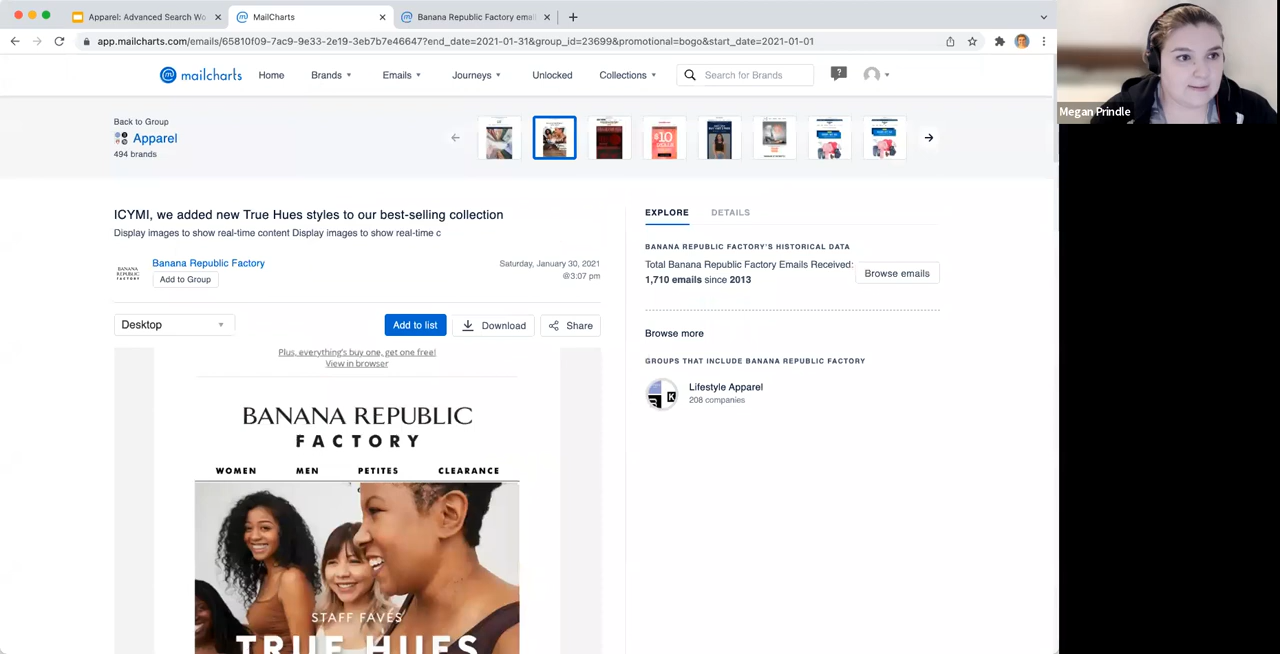 Apparel: Advanced Search Wo
MailCharts
Banana Republic Factory emai
app.mailcharts.com/emails/65810f09-7ac9-9e33-2e19-3eb7b7e46647?end_date=2021-01-31&group_id=23699&promotional=bogo&start_date=2021-01-01
mailcharts
Home
Brands
Emails
Journeys
Unlocked
Collections
Search for Brands
Megan Prindle
Back to Group
Apparel
494 brands
$10
ICYMI, we added new True Hues styles to our best-selling collection
Display images to show real-time content Display images to show real-time c
BANANA REPUBLIC FACTORY
Banana Republic Factory
Add to Group
Saturday, January 30, 2021
@3:07 pm
Desktop
Add to list
Download
Share
Plus, everything's buy one, get one free!
View in browser
BANANA REPUBLIC
FACTORY
WOMEN MEN PETITES CLEARANCE
STAFF FAVES
TRUE HUES
EXPLORE
DETAILS
BANANA REPUBLIC FACTORY'S HISTORICAL DATA
Total Banana Republic Factory Emails Received:
1,710 emails since 2013
Browse emails
Browse more
GROUPS THAT INCLUDE BANANA REPUBLIC FACTORY
Lifestyle Apparel
208 companies